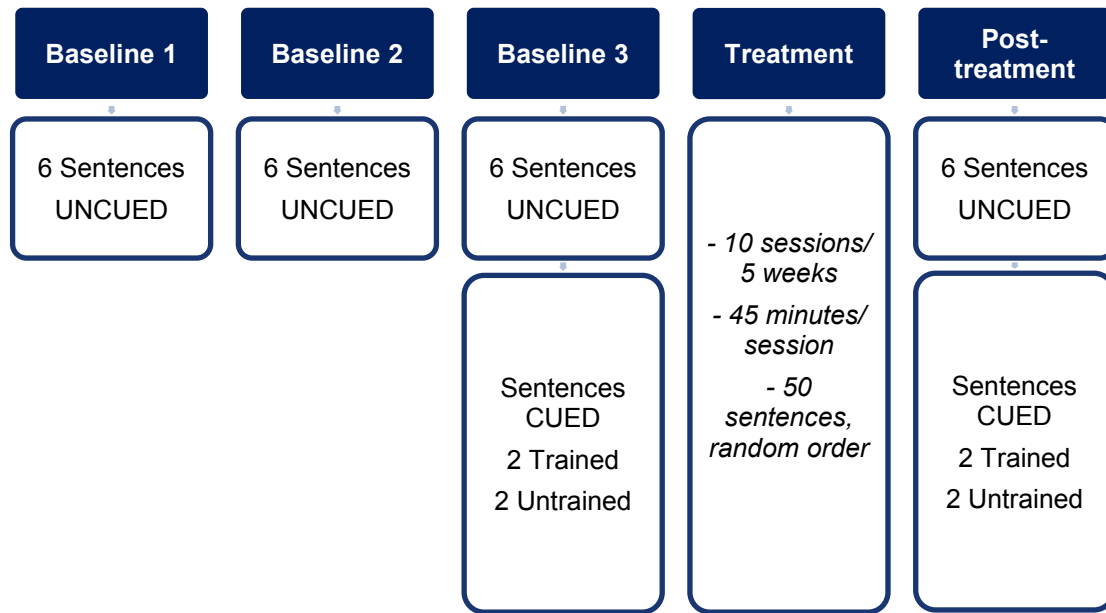 Baseline 1
6 Sentences
UNCUED
Baseline 2
6 Sentences
UNCUED
Baseline 3
6 Sentences
UNCUED
Sentences
CUED
2 Trained
2 Untrained
Treatment
- 10 sessions/
5 weeks
- 45 minutes/
session
- 50
sentences,
random order
Post-
treatment
6 Sentences
UNCUED
Sentences
CUED
2 Trained
2 Untrained